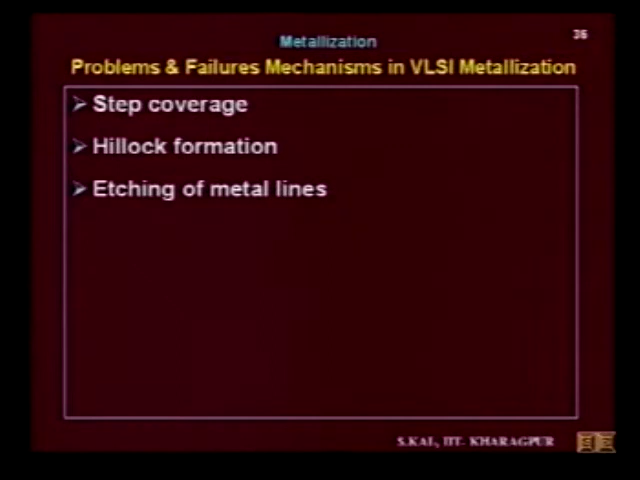 36
Metallization
Problems & Failures Mechanisms in VLSI Metallization
➢ Step coverage
➢ Hillock formation
➢ Etching of metal lines
S.KAL, IIT- KHARAGPUR